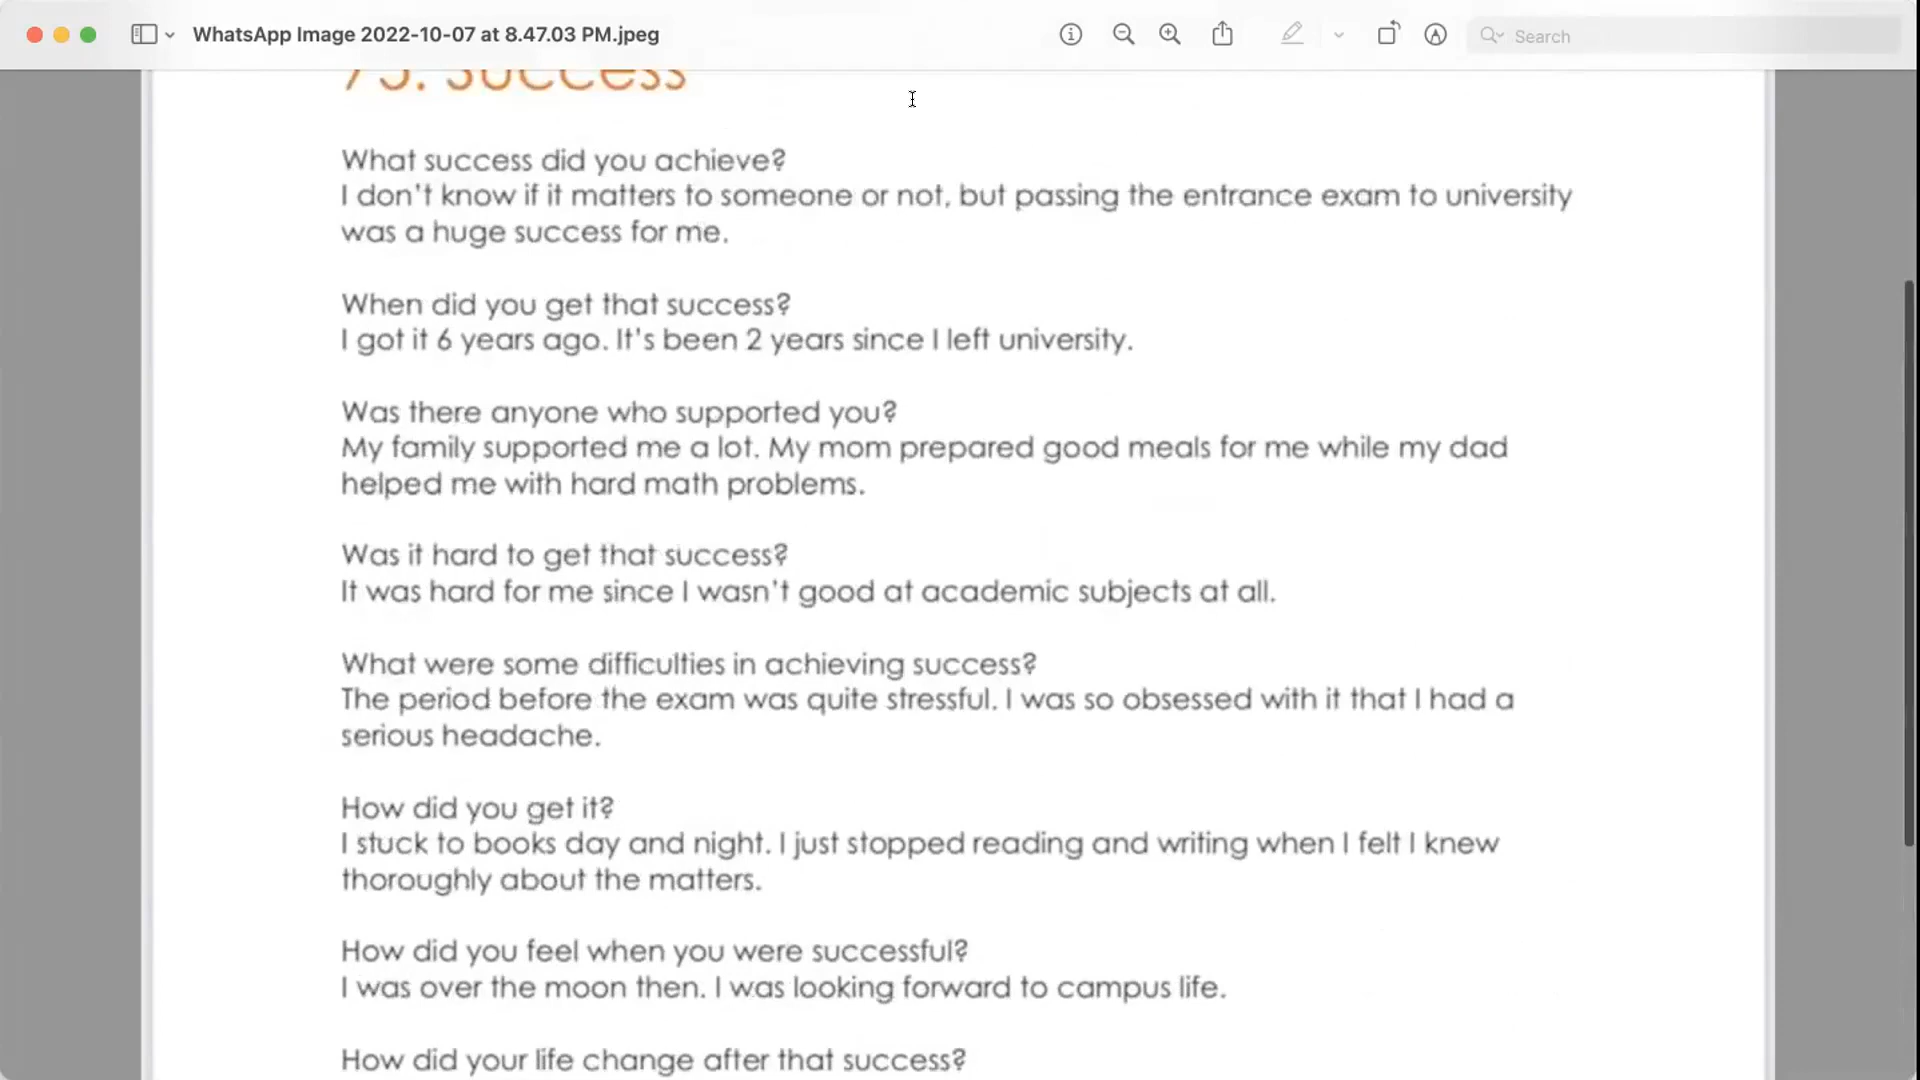 WhatsApp Image 2022-10-07 at 8.47.03 PM.jpeg
Search
75. Success
What success did you achieve?
I don't know if it matters to someone or not, but passing the entrance exam to university
was a huge success for me.
When did you get that success?
I got it 6 years ago. It's been 2 years since I left university.
Was there anyone who supported you?
My family supported me a lot. My mom prepared good meals for me while my dad
helped me with hard math problems.
Was it hard to get that success?
It was hard for me since I wasn't good at academic subjects at all.
What were some difficulties in achieving success?
The period before the exam was quite stressful. I was so obsessed with it that I had a
serious headache.
How did you get it?
I stuck to books day and night. I just stopped reading and writing when I felt I knew
thoroughly about the matters.
How did you feel when you were successful?
I was over the moon then. I was looking forward to campus life.
How did your life change after that success?